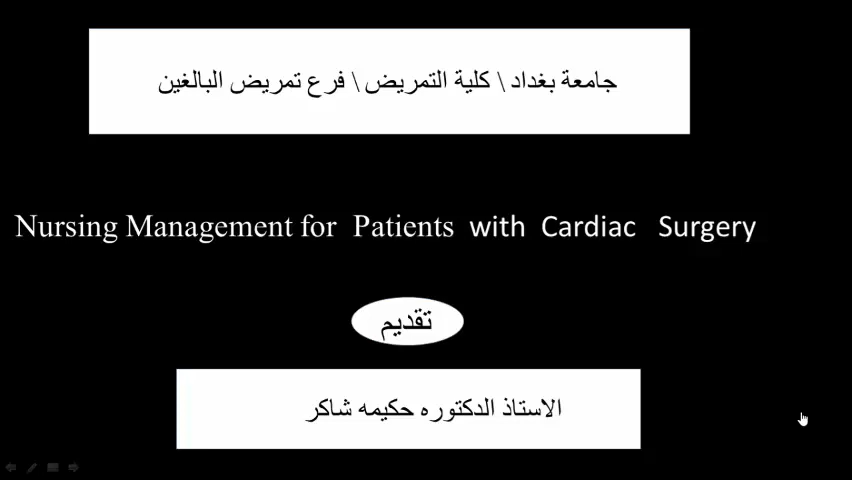 جامعة بغداد \ كلية التمريض \ فرع تمريض البالغين
Nursing Management for Patients with Cardiac Surgery
تقديم
الاستاذ الدكتوره حكيمه شاكر